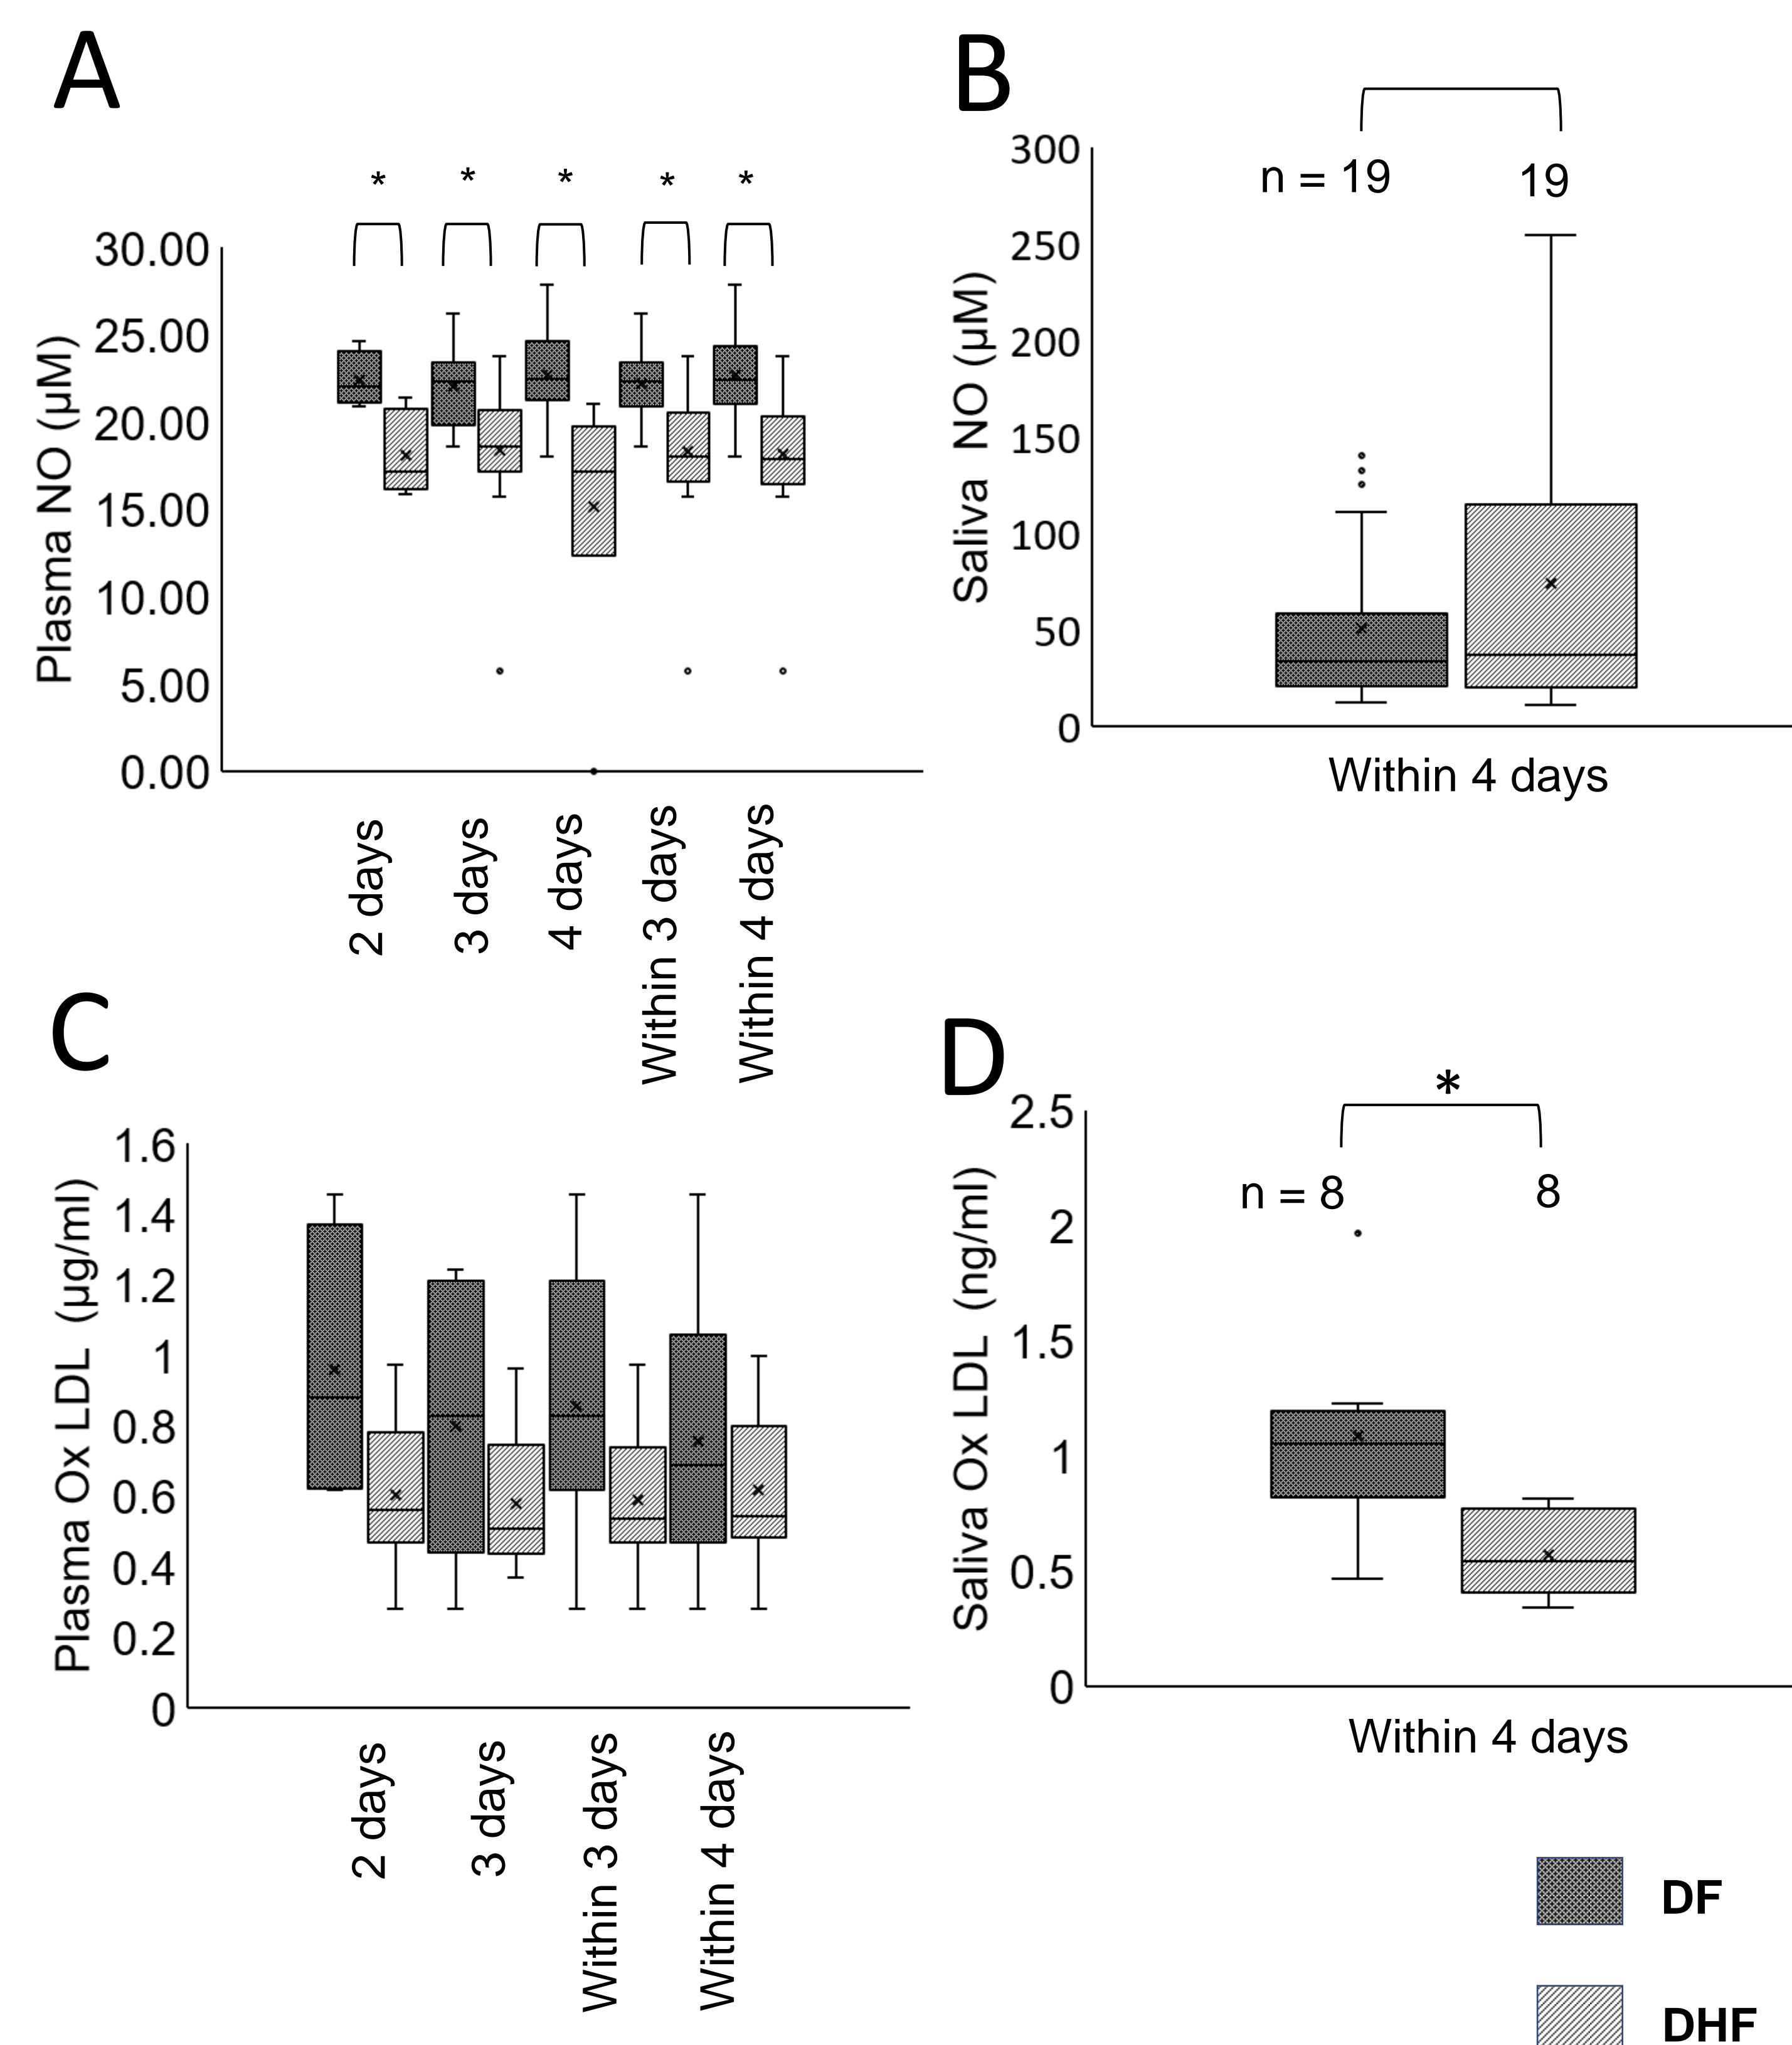 A
* * * * *
Plasma NO (µM)
30.00
25.00
20.00
15.00
10.00
5.00
0.00
2 days
3 days
4 days
Within 3 days
Within 4 days
B
n = 19 19
Saliva NO (µM)
300
250
200
150
100
50
0
Within 4 days
C
Plasma Ox LDL (µg/ml)
1.6
1.4
1.2
1
0.8
0.6
0.4
0.2
0
2 days
3 days
Within 3 days
Within 4 days
D
*
n = 8 8
Saliva Ox LDL (ng/ml)
2.5
2
1.5
1
0.5
0
Within 4 days
DF
DHF